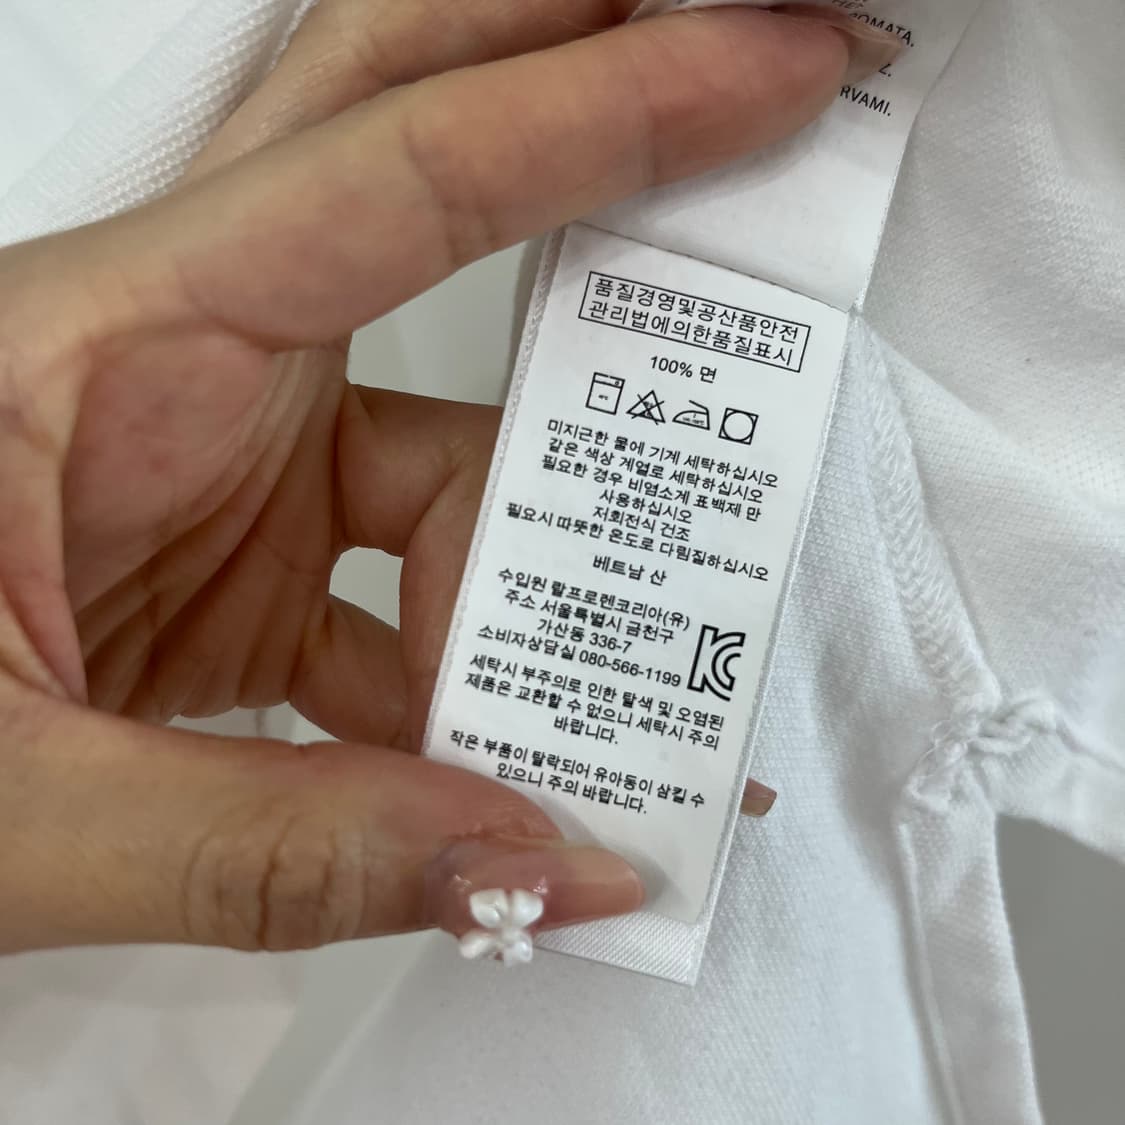 OMATA.
Z.
RVAMI.
품질경영및공산품안전
관리법에의한품질표시
100% 면
미지근한 물에 기계 세탁하십시오
같은 색상 계열로 세탁하십시오
필요한 경우 비염소계 표백제 만
사용하십시오
저회전식 건조
필요시 따뜻한 온도로 다림질하십시오
베트남 산
수입원 랄프로렌코리아(유)
주소 서울특별시 금천구
가산동 336-7
소비자상담실 080-566-1199
세탁시 부주의로 인한 탈색 및 오염된
제품은 교환할 수 없으니 세탁시 주의
바랍니다.
작은 부품이 탈락되어 유아동이 삼킬 수
있으니 주의 바랍니다.